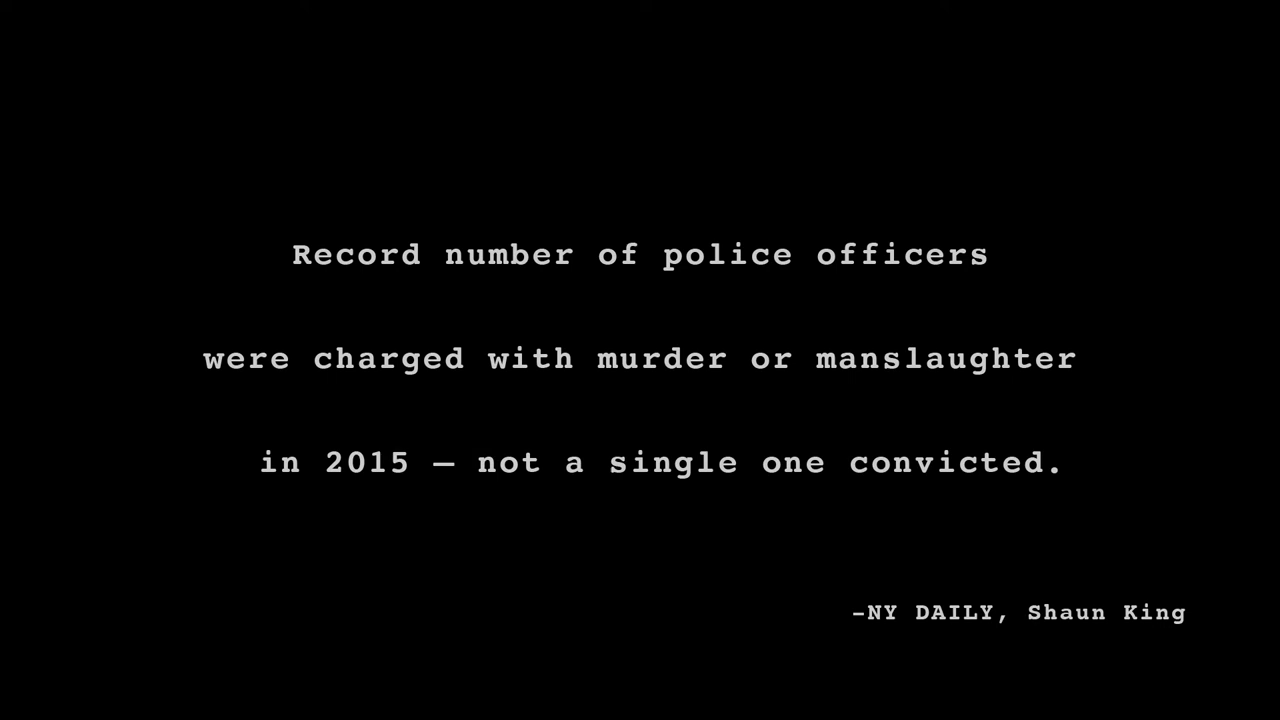 Record number of police officers
were charged with murder or manslaughter
in 2015 – not a single one convicted.
–NY DAILY, Shaun King